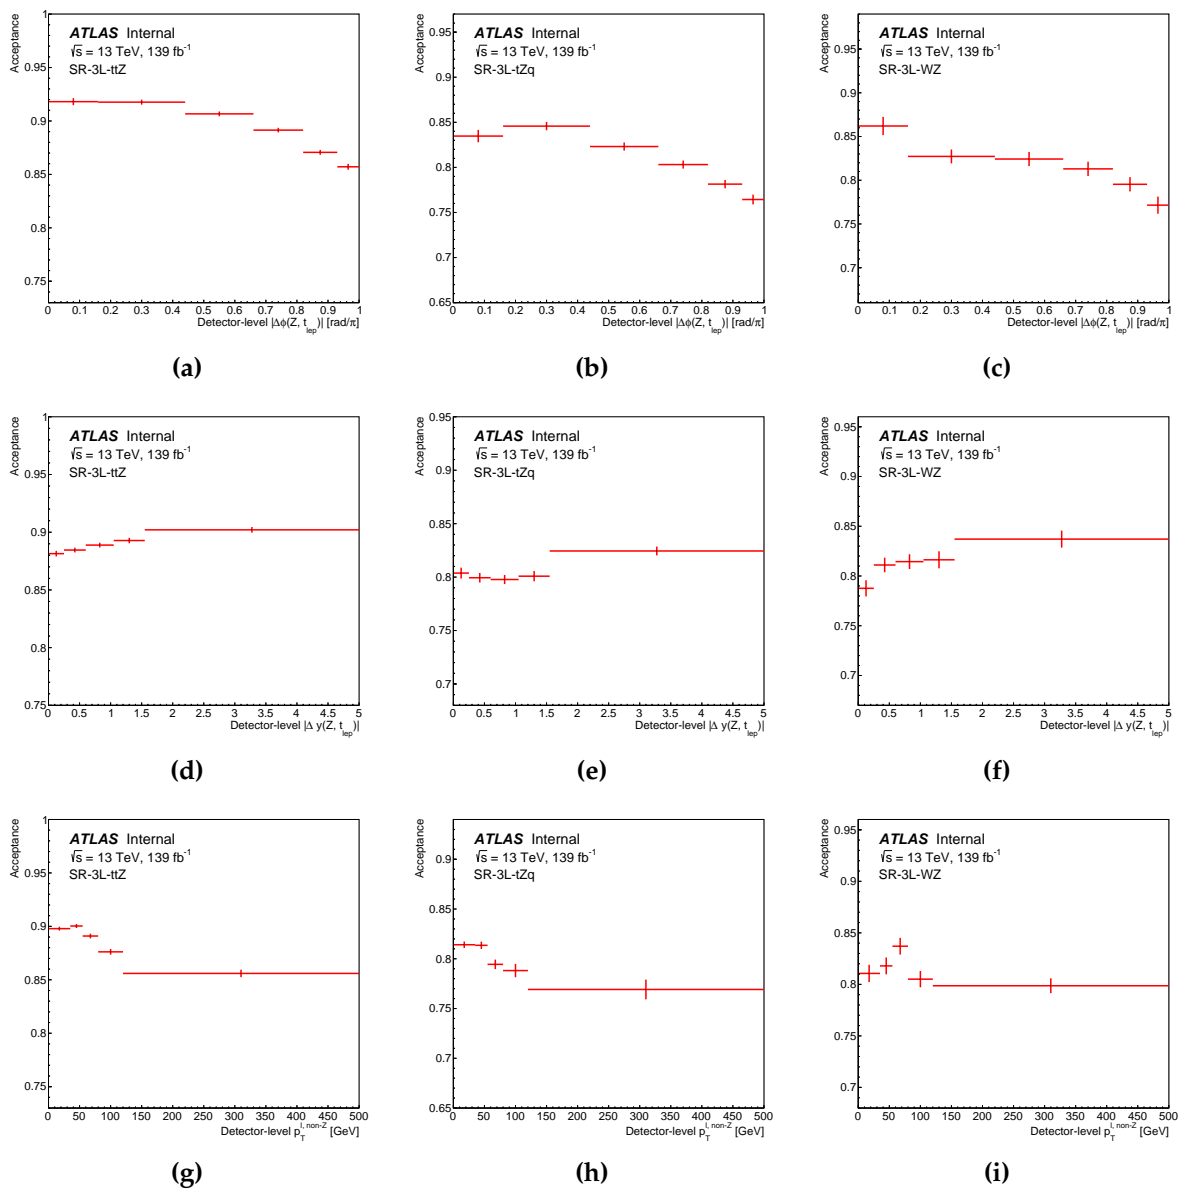 Acceptance
ATLAS Internal
√s = 13 TeV, 139 fb-1
SR-3L-ttZ
0.95
0.9
0.85
0.8
0.75
0 0.1 0.2 0.3 0.4 0.5 0.6 0.7 0.8 0.9 1
Detector-level |Δϕ(Z, tlep)| [rad/π]
(a)
Acceptance
ATLAS Internal
√s = 13 TeV, 139 fb-1
SR-3L-tZq
0.95
0.9
0.85
0.8
0.75
0.7
0.65
0 0.1 0.2 0.3 0.4 0.5 0.6 0.7 0.8 0.9 1
Detector-level |Δϕ(Z, tlep)| [rad/π]
(b)
Acceptance
ATLAS Internal
√s = 13 TeV, 139 fb-1
SR-3L-WZ
0.95
0.9
0.85
0.8
0.75
0.7
0 0.1 0.2 0.3 0.4 0.5 0.6 0.7 0.8 0.9 1
Detector-level |Δϕ(Z, tlep)| [rad/π]
(c)
Acceptance
ATLAS Internal
√s = 13 TeV, 139 fb-1
SR-3L-ttZ
1
0.95
0.9
0.85
0.8
0.75
0 0.5 1 1.5 2 2.5 3 3.5 4 4.5 5
Detector-level |Δ y(Z, tlep)|
(d)
Acceptance
ATLAS Internal
√s = 13 TeV, 139 fb-1
SR-3L-tZq
0.95
0.9
0.85
0.8
0.75
0.7
0 0.5 1 1.5 2 2.5 3 3.5 4 4.5 5
Detector-level |Δ y(Z, tlep)|
(e)
Acceptance
ATLAS Internal
√s = 13 TeV, 139 fb-1
SR-3L-WZ
0.95
0.9
0.85
0.8
0.75
0.7
0 0.5 1 1.5 2 2.5 3 3.5 4 4.5 5
Detector-level |Δ y(Z, tlep)|
(f)
Acceptance
ATLAS Internal
√s = 13 TeV, 139 fb-1
SR-3L-ttZ
1
0.95
0.9
0.85
0.8
0.75
0 50 100 150 200 250 300 350 400 450 500
Detector-level pTl, non-Z [GeV]
(g)
Acceptance
ATLAS Internal
√s = 13 TeV, 139 fb-1
SR-3L-tZq
0.9
0.85
0.8
0.75
0.7
0.65
0 50 100 150 200 250 300 350 400 450 500
Detector-level pTl, non-Z [GeV]
(h)
Acceptance
ATLAS Internal
√s = 13 TeV, 139 fb-1
SR-3L-WZ
0.95
0.9
0.85
0.8
0.75
0.7
0 50 100 150 200 250 300 350 400 450 500
Detector-level pTl, non-Z [GeV]
(i)